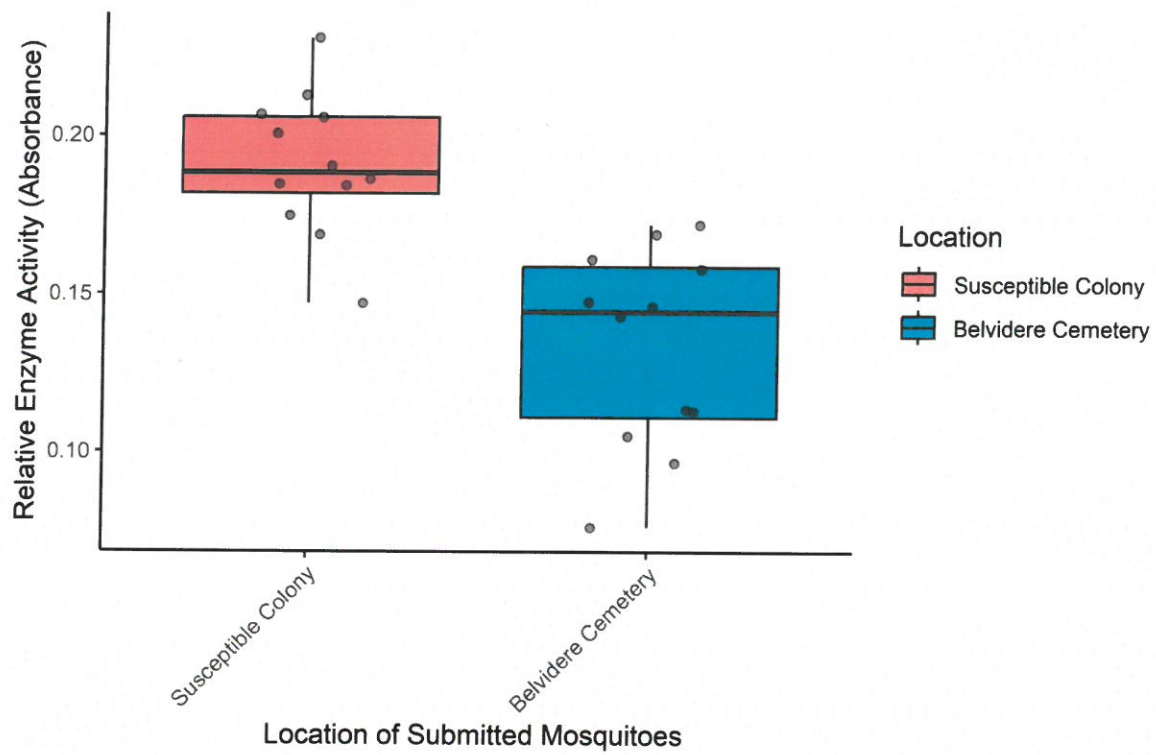 Relative Enzyme Activity (Absorbance)
0.20
0.15
0.10
Susceptible Colony
Belvidere Cemetery
Location of Submitted Mosquitoes
Location
Susceptible Colony
Belvidere Cemetery